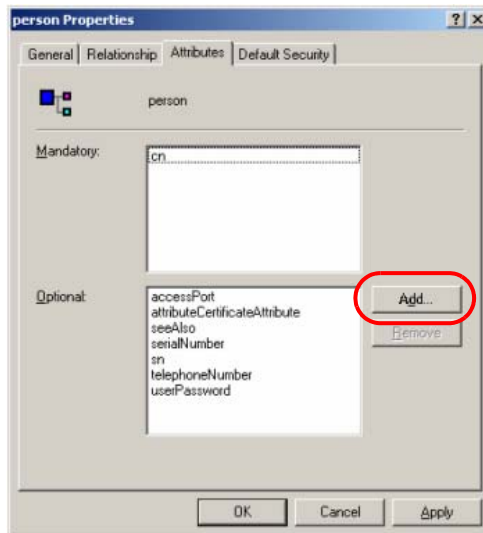 person Properties
General Relationship Attributes Default Security
person
Mandatory:
cn
Optional:
accessPort
attributeCertificateAttribute
seeAlso
serialNumber
sn
telephoneNumber
userPassword
Add...
Remove
OK Cancel Apply